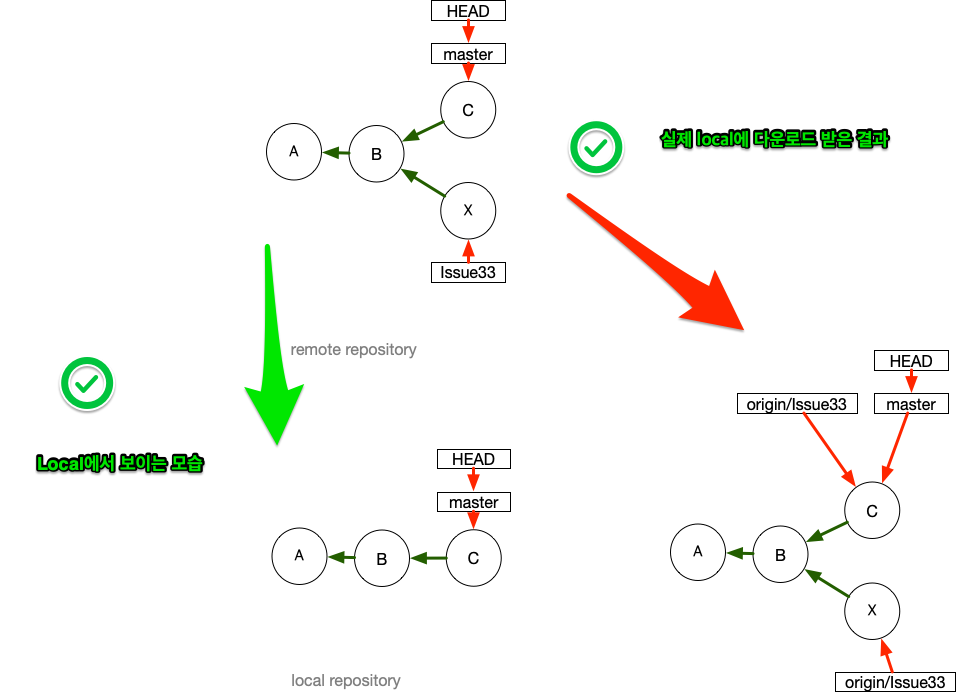 HEAD
master
C
A
B
X
Issue33
실제 local에 다운로드 받은 결과
remote repository
Local에서 보이는 모습
HEAD
master
A
B
C
local repository
HEAD
origin/Issue33
master
C
A
B
X
origin/Issue33